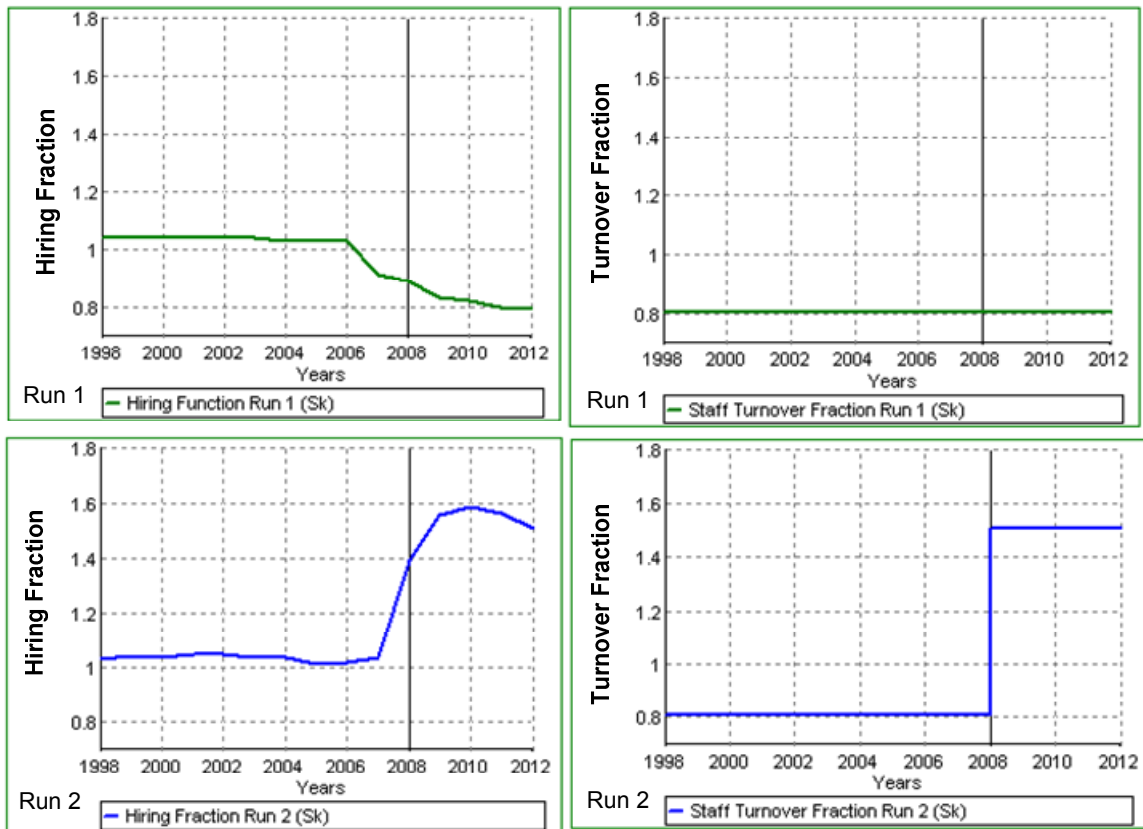 Hiring Fraction
1.8
1.6
1.4
1.2
1
0.8
1998 2000 2002 2004 2006 2008 2010 2012
Years
Run 1
Hiring Function Run 1 (Sk)
Turnover Fraction
1.8
1.6
1.4
1.2
1
0.8
1998 2000 2002 2004 2006 2008 2010 2012
Years
Run 1
Staff Turnover Fraction Run 1 (Sk)
Hiring Fraction
1.8
1.6
1.4
1.2
1
0.8
1998 2000 2002 2004 2006 2008 2010 2012
Years
Run 2
Hiring Fraction Run 2 (Sk)
Turnover Fraction
1.8
1.6
1.4
1.2
1
0.8
1998 2000 2002 2004 2006 2008 2010 2012
Years
Run 2
Staff Turnover Fraction Run 2 (Sk)